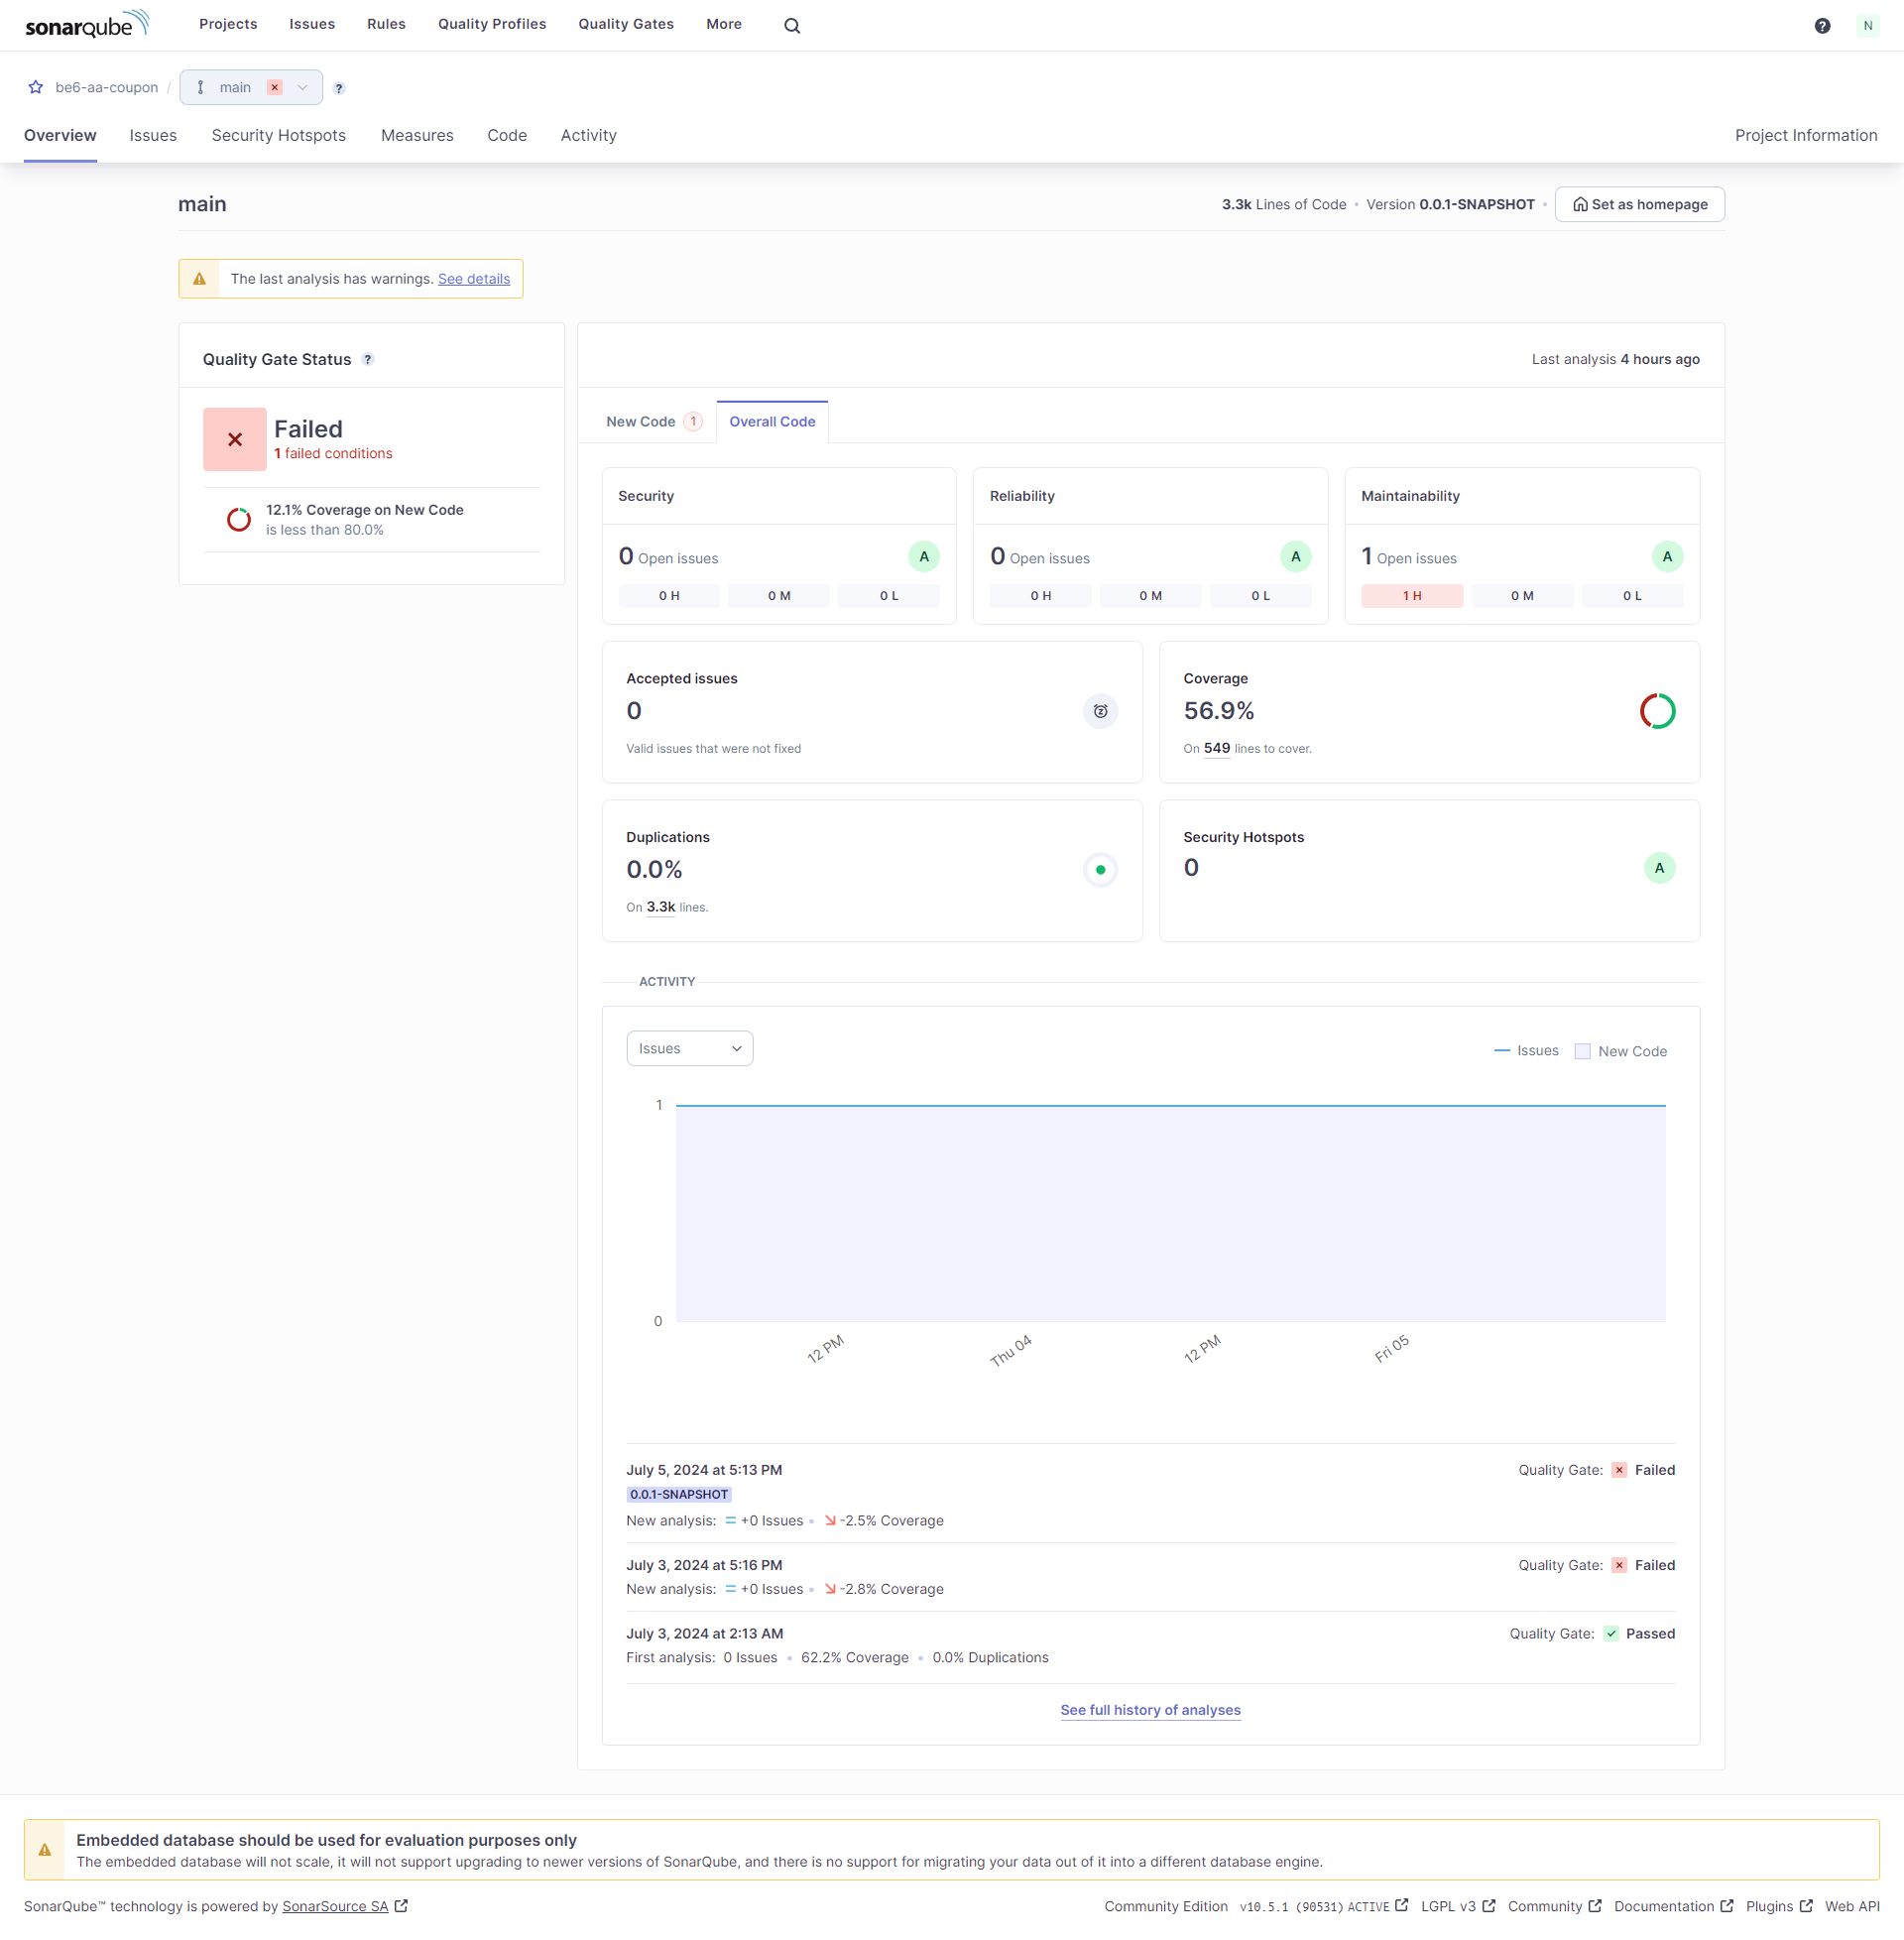 sonarqube Projects Issues Rules Quality Profiles Quality Gates More ? N
be6-aa-coupon / main ?
Overview Issues Security Hotspots Measures Code Activity Project Information
main 3.3k Lines of Code • Version 0.0.1-SNAPSHOT • Set as homepage
The last analysis has warnings. See details
Quality Gate Status ?
Failed
1 failed conditions
12.1% Coverage on New Code
is less than 80.0%
Last analysis 4 hours ago
New Code 1 Overall Code
Security
0 Open issues A
0 H 0 M 0 L
Reliability
0 Open issues A
0 H 0 M 0 L
Maintainability
1 Open issues A
1 H 0 M 0 L
Accepted issues
0
Valid issues that were not fixed
Coverage
56.9%
On 549 lines to cover.
Duplications
0.0%
On 3.3k lines.
Security Hotspots
0 A
ACTIVITY
Issues
Issues New Code
1
0
12 PM Thu 04 12 PM Fri 05
July 5, 2024 at 5:13 PM Quality Gate: Failed
0.0.1-SNAPSHOT
New analysis: = +0 Issues • -2.5% Coverage
July 3, 2024 at 5:16 PM Quality Gate: Failed
New analysis: = +0 Issues • -2.8% Coverage
July 3, 2024 at 2:13 AM Quality Gate: Passed
First analysis: 0 Issues • 62.2% Coverage • 0.0% Duplications
See full history of analyses
Embedded database should be used for evaluation purposes only
The embedded database will not scale, it will not support upgrading to newer versions of SonarQube, and there is no support for migrating your data out of it into a different database engine.
SonarQube™ technology is powered by SonarSource SA Community Edition v10.5.1 (90531) ACTIVE LGPL v3 Community Documentation Plugins Web API